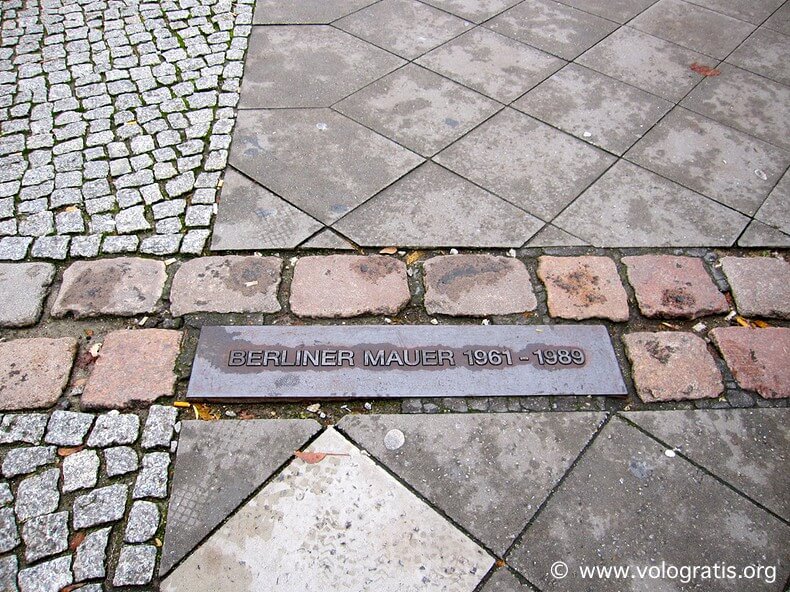 BERLINER MAUER 1961 - 1989
© www.vologratis.org